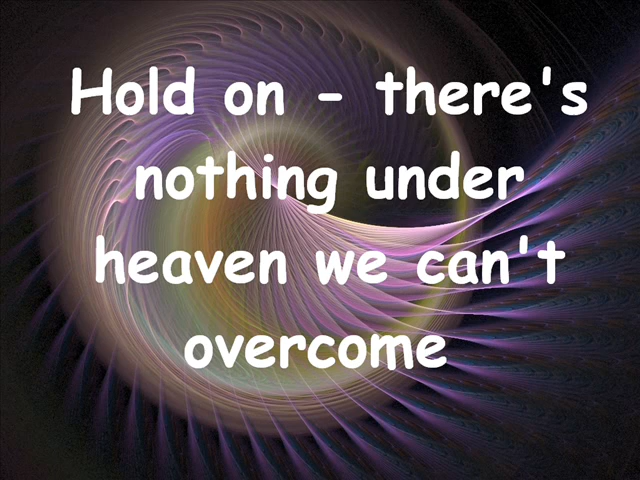 Hold on - there's
nothing under
heaven we can't
overcome